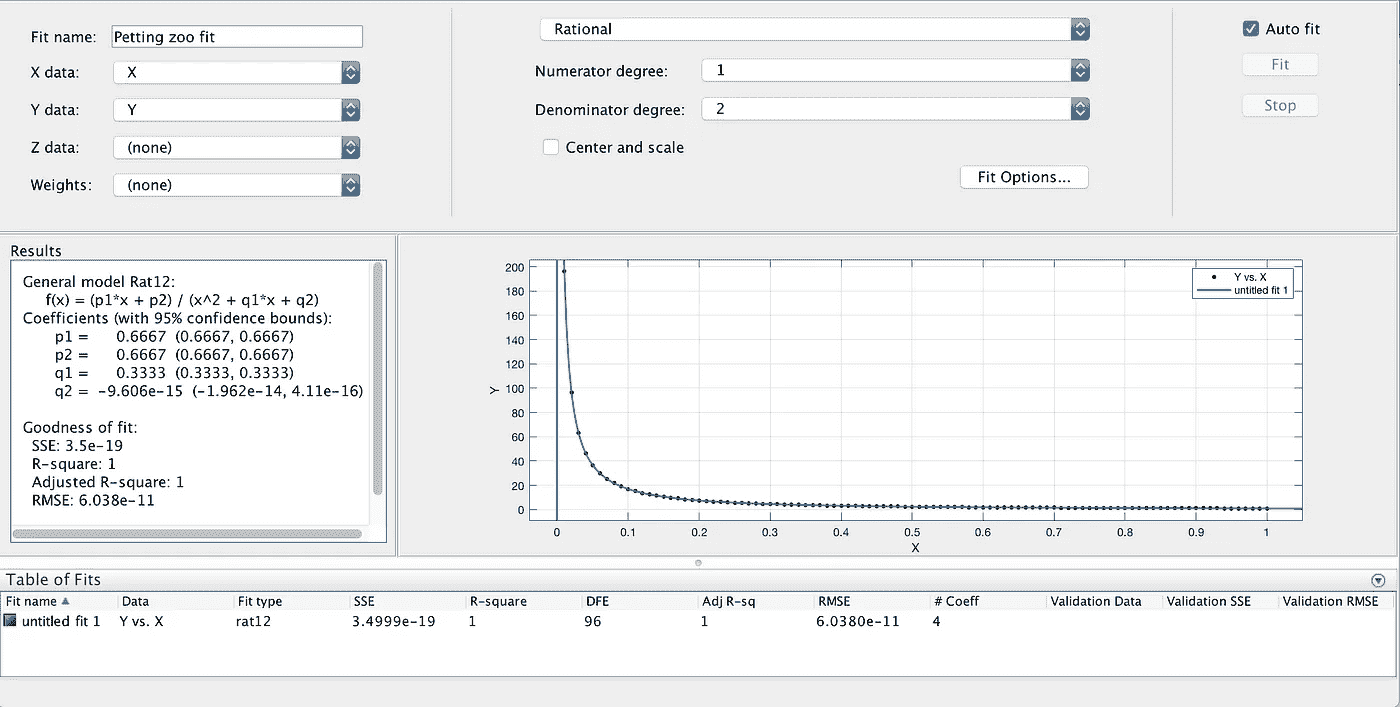 Fit name: Petting zoo fit
X data: X
Y data: Y
Z data: (none)
Weights: (none)
Rational
Numerator degree: 1
Denominator degree: 2
Center and scale
Fit Options...
Auto fit
Fit
Stop
Results
General model Rat12:
f(x) = (p1*x + p2) / (x^2 + q1*x + q2)
Coefficients (with 95% confidence bounds):
p1 = 0.6667 (0.6667, 0.6667)
p2 = 0.6667 (0.6667, 0.6667)
q1 = 0.3333 (0.3333, 0.3333)
q2 = -9.606e-15 (-1.962e-14, 4.11e-16)
Goodness of fit:
SSE: 3.5e-19
R-square: 1
Adjusted R-square: 1
RMSE: 6.038e-11
200
180
160
140
120
100
80
60
40
20
0
Y
0 0.1 0.2 0.3 0.4 0.5 0.6 0.7 0.8 0.9 1
X
Y vs. X
untitled fit 1
Table of Fits
Fit name Data Fit type SSE R-square DFE Adj R-sq RMSE # Coeff Validation Data Validation SSE Validation RMSE
untitled fit 1 Y vs. X rat12 3.4999e-19 1 96 1 6.0380e-11 4